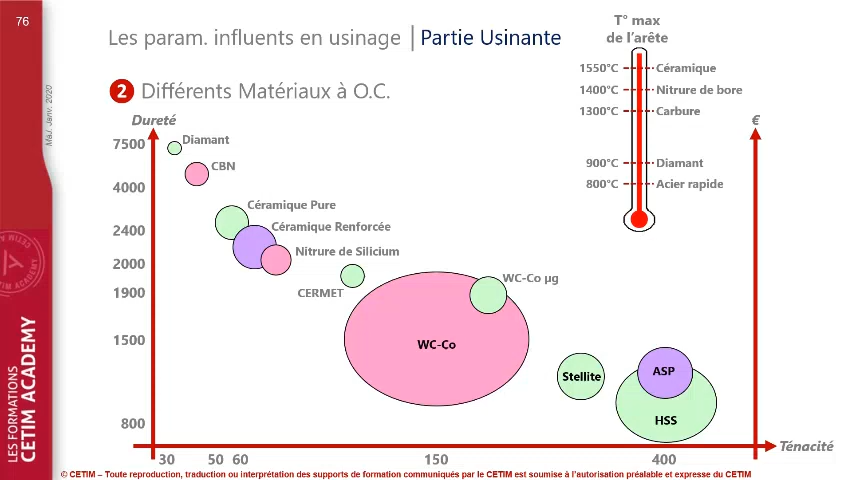 76
Les param. influents en usinage | Partie Usinante
T° max
de l'arête
1550°C
Céramique
1400°C
Nitrure de bore
1300°C
Carbure
900°C
Diamant
800°C
Acier rapide
2 Différents Matériaux à O.C.
MàJ. Janv. 2020
Dureté
€
7500
4000
2400
2000
1900
1500
800
Diamant
CBN
Céramique Pure
Céramique Renforcée
Nitrure de Silicium
CERMET
WC-Co µg
WC-Co
Stellite
ASP
HSS
30
50
60
150
400
Ténacité
LES FORMATIONS
CETIM ACADEMY
© CETIM – Toute reproduction, traduction ou interprétation des supports de formation communiqués par le CETIM est soumise à l'autorisation préalable et expresse du CETIM